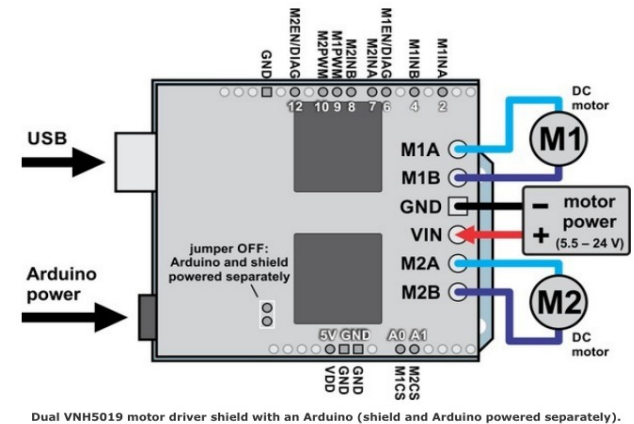 GND
M2EN/DIAG
M2PWM
M1PWM
M2INB
M2INA
M1EN/DIAG
M1INB
M1INA
12 10 9 8 7 6 4 2
USB
Arduino
power
jumper OFF:
Arduino and shield
powered separately
M1A
M1B
GND
VIN
M2A
M2B
DC
motor
M1
motor
power
(5.5 – 24 V)
− +
M2
DC
motor
5V GND A0 A1
VDD
GND
GND
M1CS
M2CS
Dual VNH5019 motor driver shield with an Arduino (shield and Arduino powered separately).